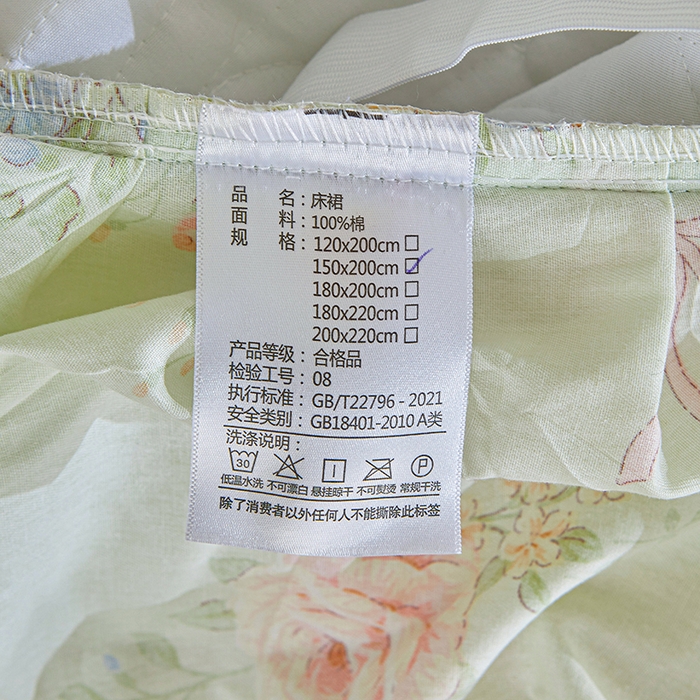 品 名：床裙
面 料：100%棉
规 格：120x200cm☐
150x200cm☑
180x200cm☐
180x220cm☐
200x220cm☐
产品等级：合格品
检验工号：08
执行标准：GB/T22796 - 2021
安全类别：GB18401-2010 A类
洗涤说明：
30 P
低温水洗 不可漂白 悬挂晾干 不可熨烫 常规干洗
除了消费者以外任何人不能撕除此标签